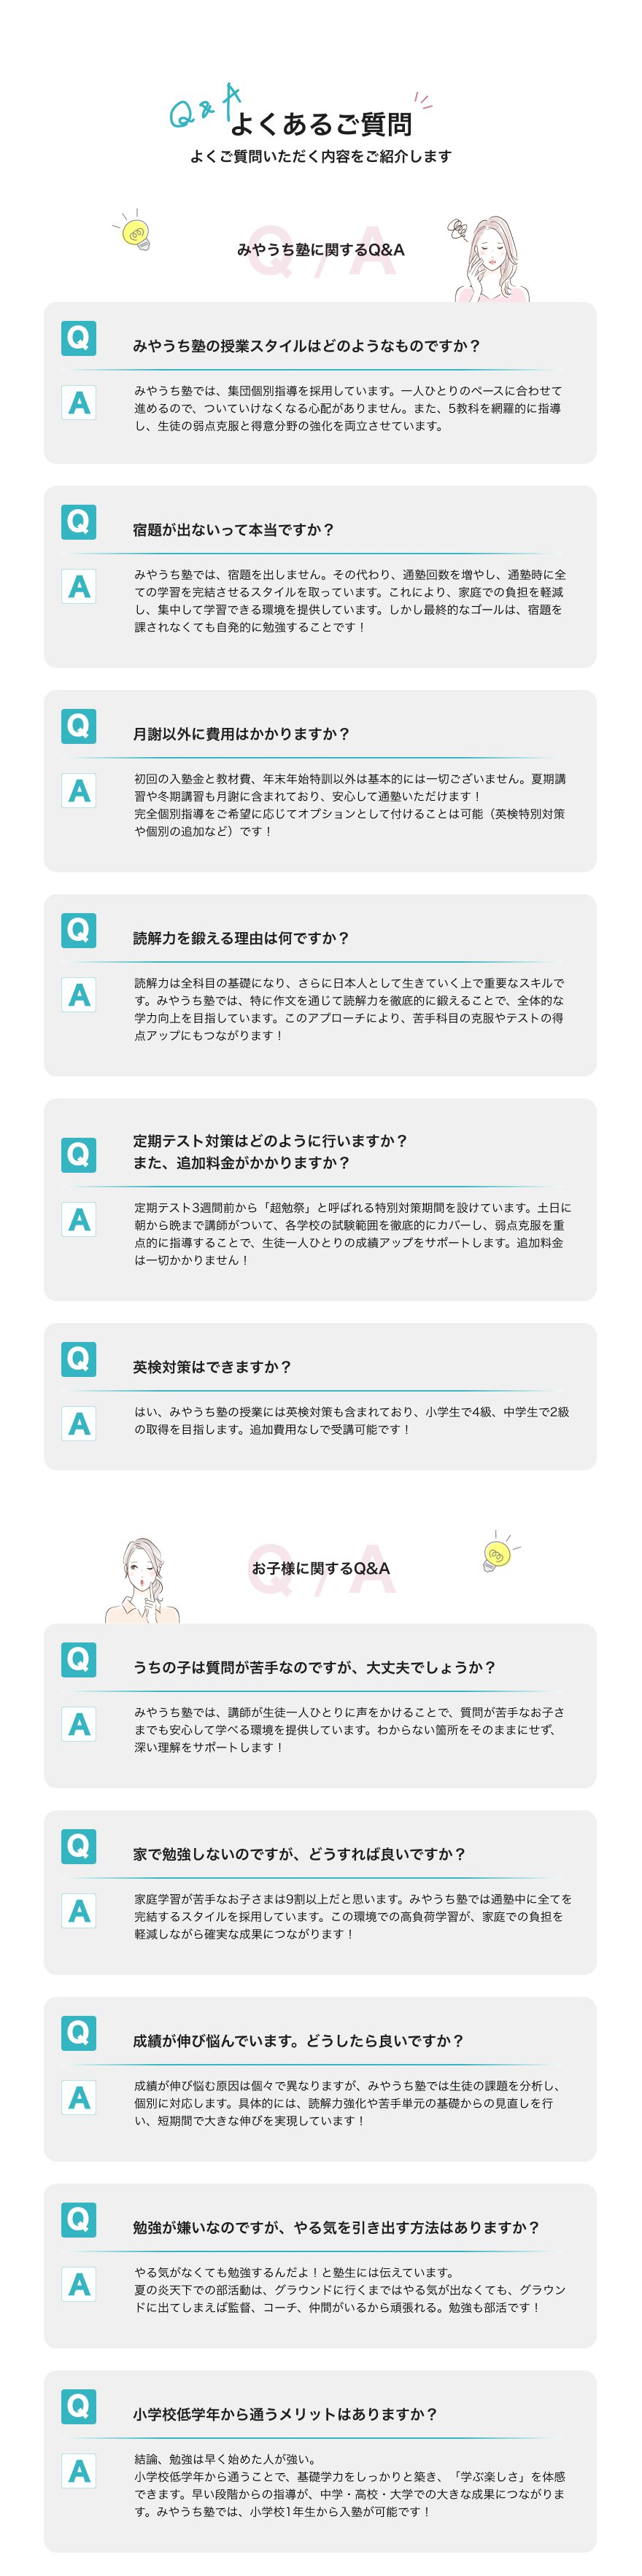 Q&A
よくあるご質問
よくご質問いただく内容をご紹介します
Q / A
みやうち塾に関するQ&A
Q
みやうち塾の授業スタイルはどのようなものですか？
A
みやうち塾では、集団個別指導を採用しています。一人ひとりのペースに合わせて
進めるので、ついていけなくなる心配がありません。また、5教科を網羅的に指導
し、生徒の弱点克服と得意分野の強化を両立させています。
Q
宿題が出ないって本当ですか？
A
みやうち塾では、宿題を出しません。その代わり、通塾回数を増やし、通塾時に全
ての学習を完結させるスタイルを取っています。これにより、家庭での負担を軽減
し、集中して学習できる環境を提供しています。しかし最終的なゴールは、宿題を
課されなくても自発的に勉強することです！
Q
月謝以外に費用はかかりますか？
A
初回の入塾金と教材費、年末年始特訓以外は基本的には一切ございません。夏期講
習や冬期講習も月謝に含まれており、安心して通塾いただけます！
完全個別指導をご希望に応じてオプションとして付けることは可能（英検特別対策
や個別の追加など）です！
Q
読解力を鍛える理由は何ですか？
A
読解力は全科目の基礎になり、さらに日本人として生きていく上で重要なスキルで
す。みやうち塾では、特に作文を通じて読解力を徹底的に鍛えることで、全体的な
学力向上を目指しています。このアプローチにより、苦手科目の克服やテストの得
点アップにもつながります！
Q
定期テスト対策はどのように行いますか？
また、追加料金がかかりますか？
A
定期テスト3週間前から「超勉祭」と呼ばれる特別対策期間を設けています。土日に
朝から晩まで講師がついて、各学校の試験範囲を徹底的にカバーし、弱点克服を重
点的に指導することで、生徒一人ひとりの成績アップをサポートします。追加料金
は一切かかりません！
Q
英検対策はできますか？
A
はい、みやうち塾の授業には英検対策も含まれており、小学生で4級、中学生で2級
の取得を目指します。追加費用なしで受講可能です！
Q / A
お子様に関するQ&A
Q
うちの子は質問が苦手なのですが、大丈夫でしょうか？
A
みやうち塾では、講師が生徒一人ひとりに声をかけることで、質問が苦手なお子さ
までも安心して学べる環境を提供しています。わからない箇所をそのままにせず、
深い理解をサポートします！
Q
家で勉強しないのですが、どうすれば良いですか？
A
家庭学習が苦手なお子さまは9割以上だと思います。みやうち塾では通塾中に全てを
完結するスタイルを採用しています。この環境での高負荷学習が、家庭での負担を
軽減しながら確実な成果につながります！
Q
成績が伸び悩んでいます。どうしたら良いですか？
A
成績が伸び悩む原因は個々で異なりますが、みやうち塾では生徒の課題を分析し、
個別に対応します。具体的には、読解力強化や苦手単元の基礎からの見直しを行
い、短期間で大きな伸びを実現しています！
Q
勉強が嫌いなのですが、やる気を引き出す方法はありますか？
A
やる気がなくても勉強するんだよ！と塾生には伝えています。
夏の炎天下での部活動は、グラウンドに行くまではやる気が出なくても、グラウン
ドに出てしまえば監督、コーチ、仲間がいるから頑張れる。勉強も部活です！
Q
小学校低学年から通うメリットはありますか？
A
結論、勉強は早く始めた人が強い。
小学校低学年から通うことで、基礎学力をしっかりと築き、「学ぶ楽しさ」を体感
できます。早い段階からの指導が、中学・高校・大学での大きな成果につながりま
す。みやうち塾では、小学校1年生から入塾が可能です！